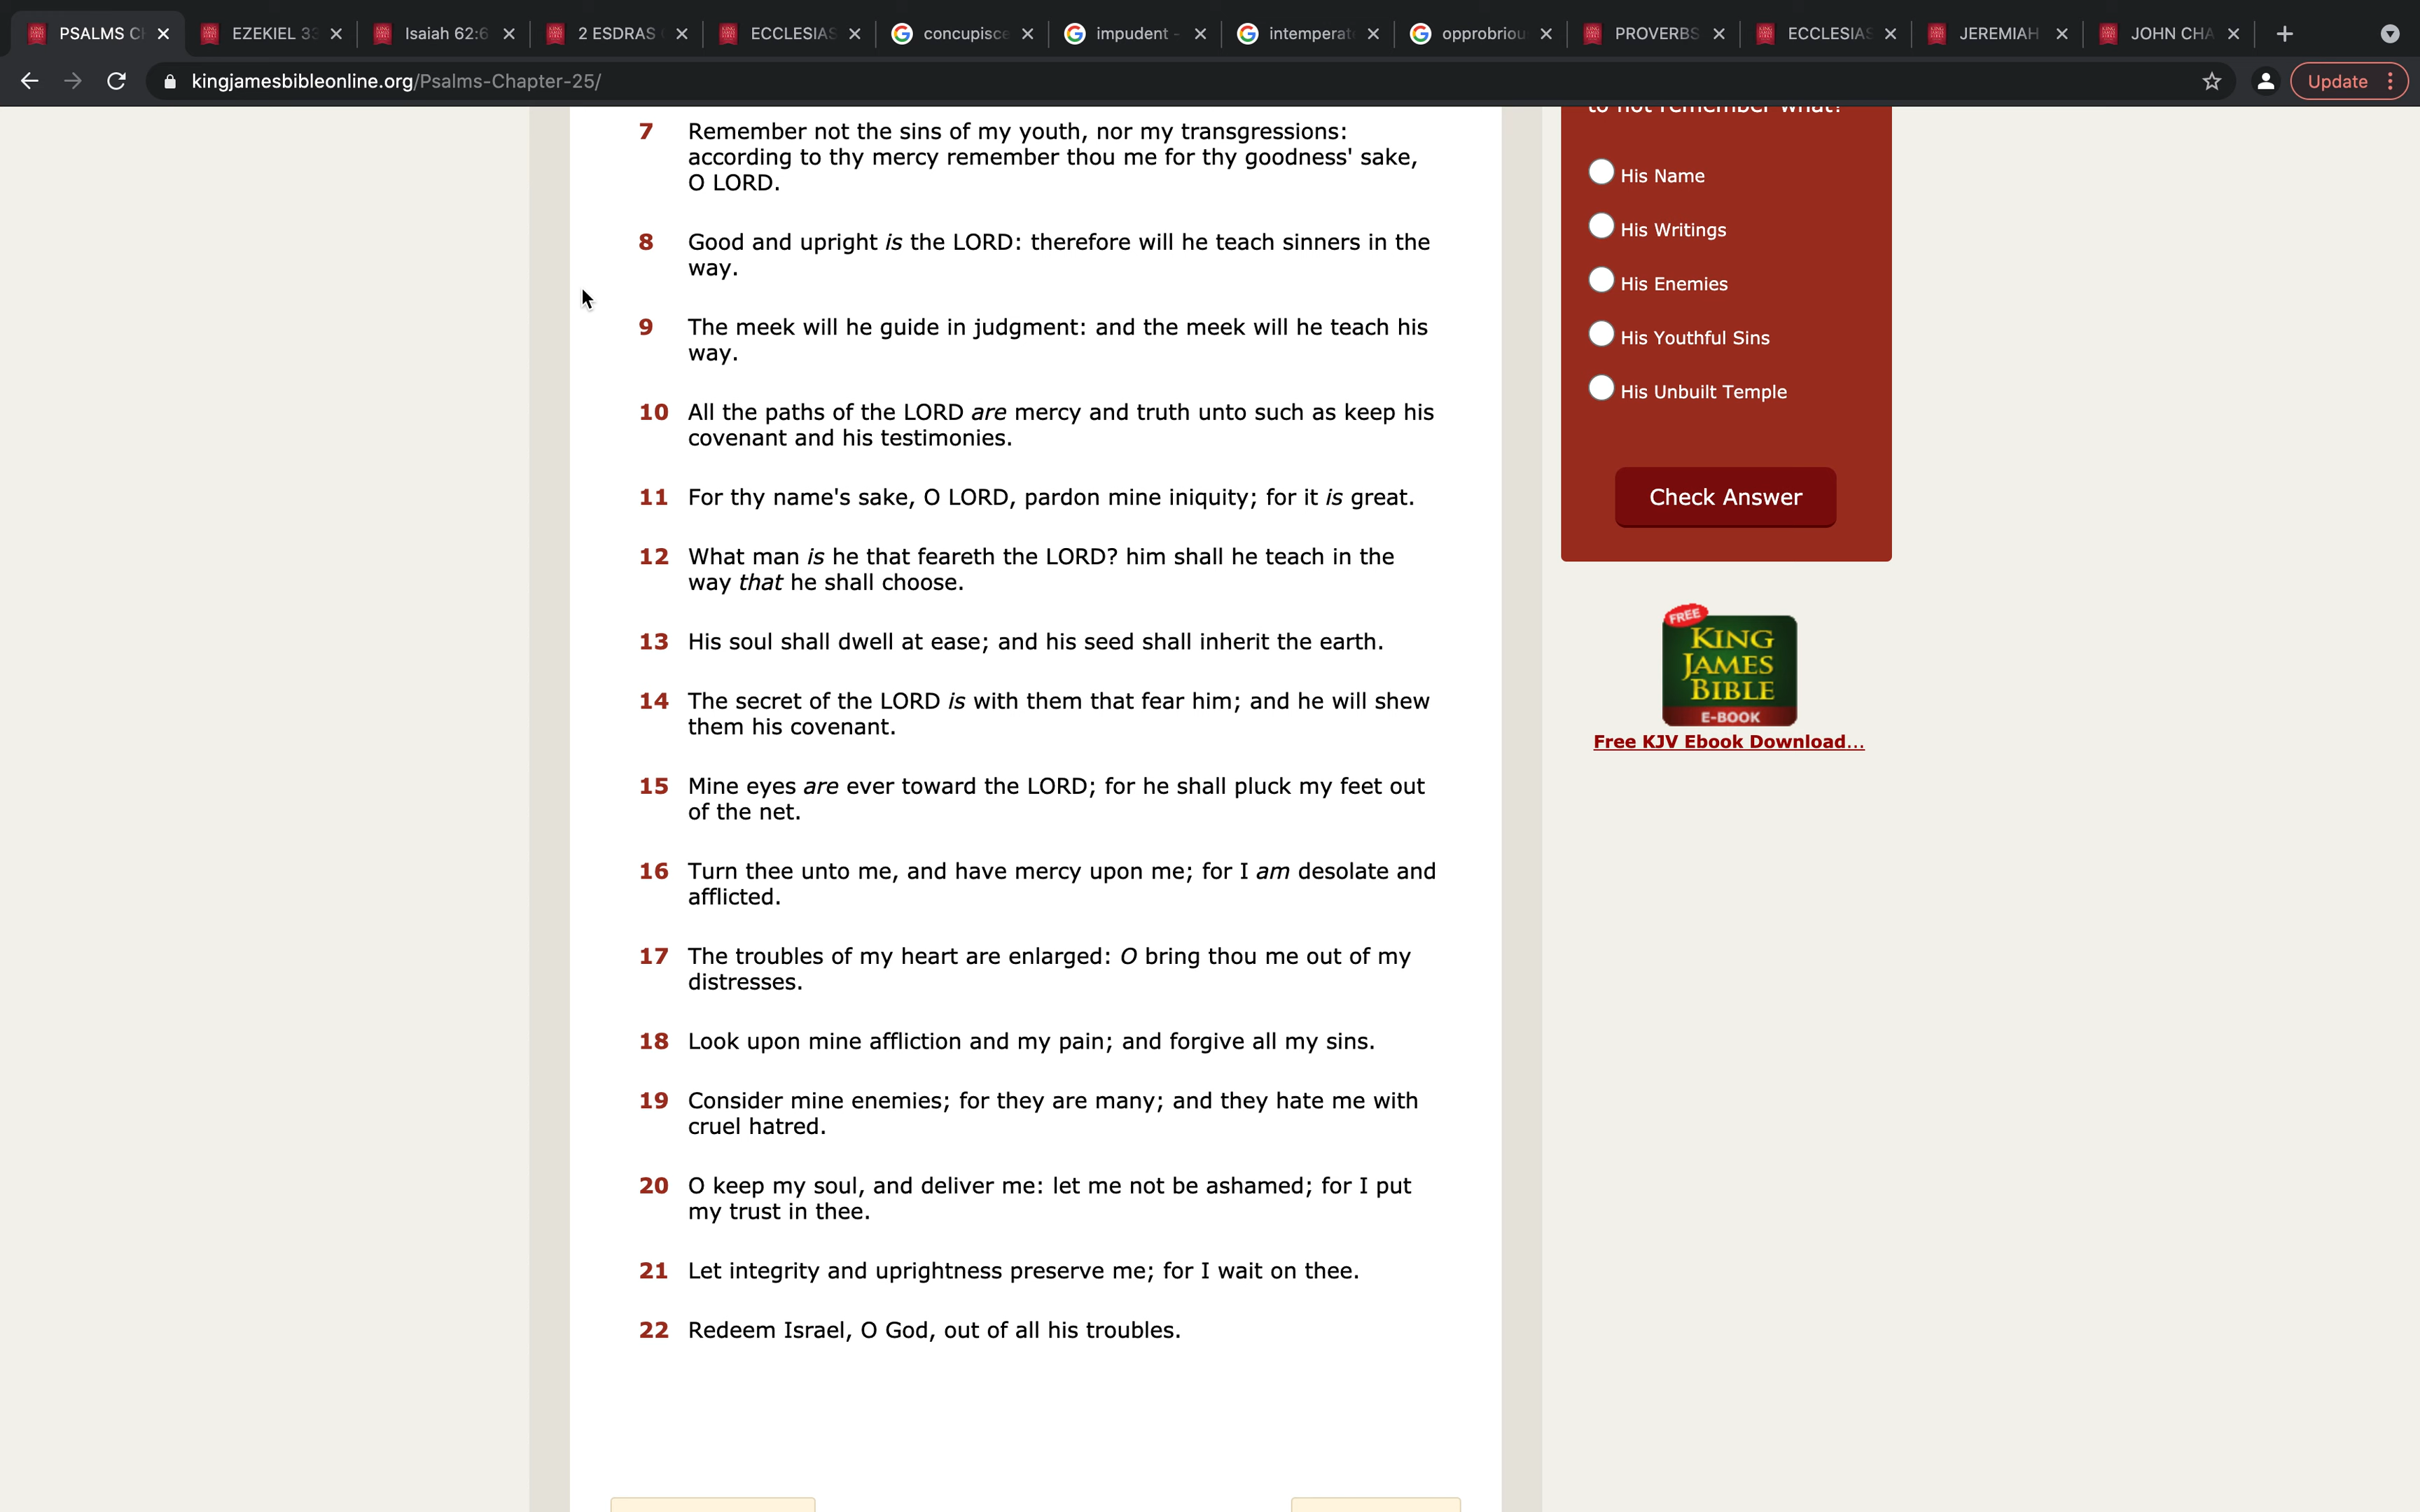 PSALMS CH
EZEKIEL 33
Isaiah 62:6
2 ESDRAS
ECCLESIAS
concupisce
impudent -
intemperat
opprobriou
PROVERBS
ECCLESIAS
JEREMIAH
JOHN CHA
kingjamesbibleonline.org/Psalms-Chapter-25/
Update
7 Remember not the sins of my youth, nor my transgressions:
according to thy mercy remember thou me for thy goodness' sake,
O LORD.
8 Good and upright is the LORD: therefore will he teach sinners in the
way.
9 The meek will he guide in judgment: and the meek will he teach his
way.
10 All the paths of the LORD are mercy and truth unto such as keep his
covenant and his testimonies.
11 For thy name's sake, O LORD, pardon mine iniquity; for it is great.
12 What man is he that feareth the LORD? him shall he teach in the
way that he shall choose.
13 His soul shall dwell at ease; and his seed shall inherit the earth.
14 The secret of the LORD is with them that fear him; and he will shew
them his covenant.
15 Mine eyes are ever toward the LORD; for he shall pluck my feet out
of the net.
16 Turn thee unto me, and have mercy upon me; for I am desolate and
afflicted.
17 The troubles of my heart are enlarged: O bring thou me out of my
distresses.
18 Look upon mine affliction and my pain; and forgive all my sins.
19 Consider mine enemies; for they are many; and they hate me with
cruel hatred.
20 O keep my soul, and deliver me: let me not be ashamed; for I put
my trust in thee.
21 Let integrity and uprightness preserve me; for I wait on thee.
22 Redeem Israel, O God, out of all his troubles.
to not remember what?
His Name
His Writings
His Enemies
His Youthful Sins
His Unbuilt Temple
Check Answer
FREE
KING
JAMES
BIBLE
E-BOOK
Free KJV Ebook Download...